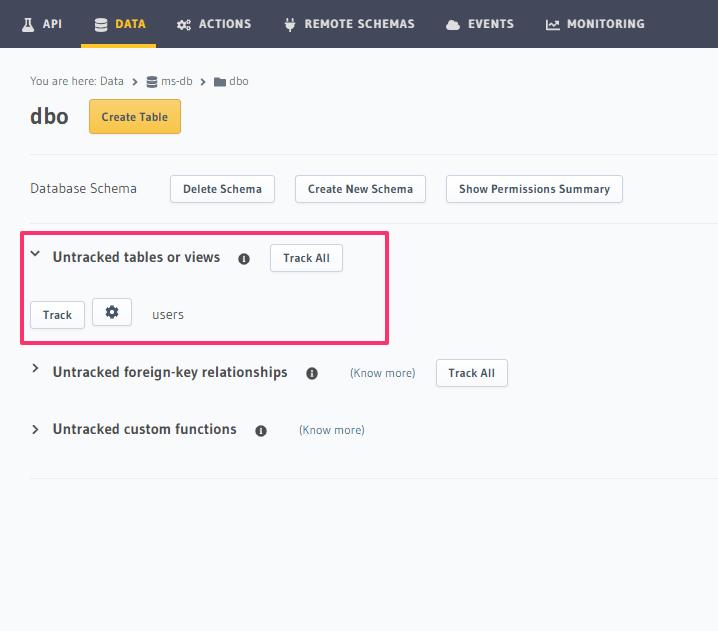 API DATA ACTIONS REMOTE SCHEMAS EVENTS MONITORING
You are here: Data > ms-db > dbo
dbo Create Table
Database Schema Delete Schema Create New Schema Show Permissions Summary
Untracked tables or views Track All
Track users
Untracked foreign-key relationships (Know more) Track All
Untracked custom functions (Know more)